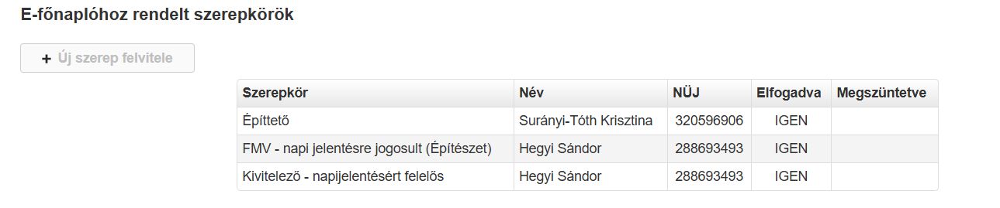 E-főnaplóhoz rendelt szerepkörök
+ Új szerep felvitele
Szerepkör Név NÜJ Elfogadva Megszüntetve
Építtető Surányi-Tóth Krisztina 320596906 IGEN
FMV - napi jelentésre jogosult (Építészet) Hegyi Sándor 288693493 IGEN
Kivitelező - napijelentésért felelős Hegyi Sándor 288693493 IGEN